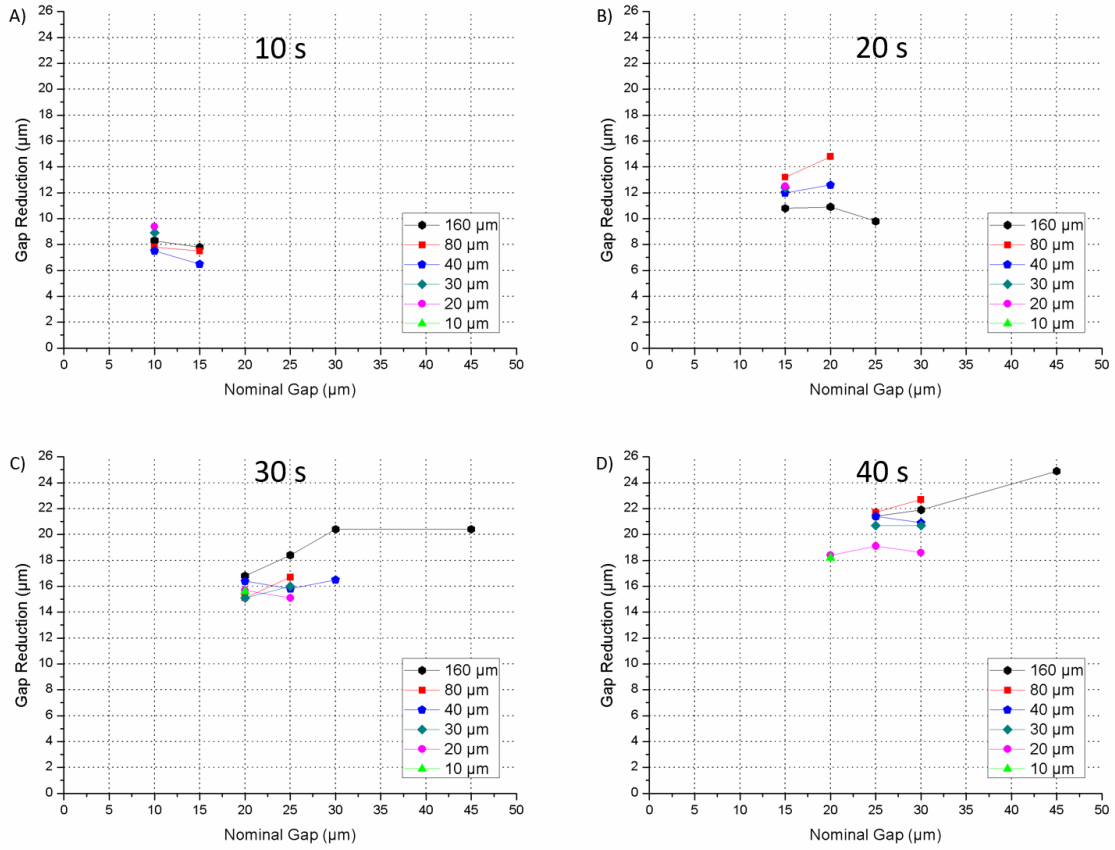 A)
10 s
Gap Reduction (µm)
26
24
22
20
18
16
14
12
10
8
6
4
2
0
160 µm
80 µm
40 µm
30 µm
20 µm
10 µm
0 5 10 15 20 25 30 35 40 45 50
Nominal Gap (µm)
B)
20 s
Gap Reduction (µm)
26
24
22
20
18
16
14
12
10
8
6
4
2
0
160 µm
80 µm
40 µm
30 µm
20 µm
10 µm
0 5 10 15 20 25 30 35 40 45 50
Nominal Gap (µm)
C)
30 s
Gap Reduction (µm)
26
24
22
20
18
16
14
12
10
8
6
4
2
0
160 µm
80 µm
40 µm
30 µm
20 µm
10 µm
0 5 10 15 20 25 30 35 40 45 50
Nominal Gap (µm)
D)
40 s
Gap Reduction (µm)
26
24
22
20
18
16
14
12
10
8
6
4
2
0
160 µm
80 µm
40 µm
30 µm
20 µm
10 µm
0 5 10 15 20 25 30 35 40 45 50
Nominal Gap (µm)